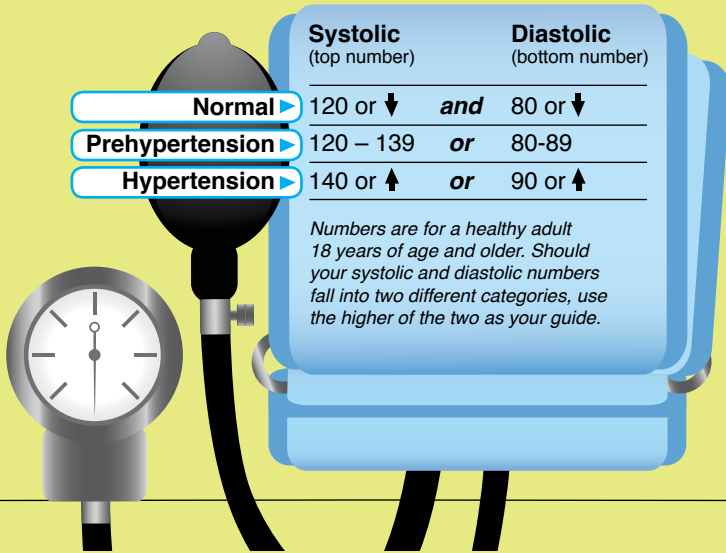 Systolic Diastolic
(top number) (bottom number)
Normal 120 or ⬇ and 80 or ⬇
Prehypertension 120 – 139 or 80-89
Hypertension 140 or ⬆ or 90 or ⬆
Numbers are for a healthy adult
18 years of age and older. Should
your systolic and diastolic numbers
fall into two different categories, use
the higher of the two as your guide.